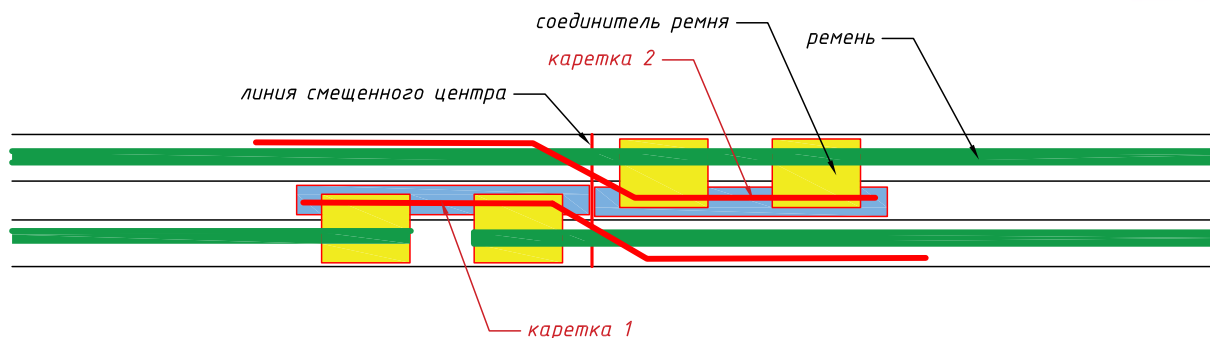 соединитель ремня
ремень
каретка 2
линия смещенного центра
каретка 1